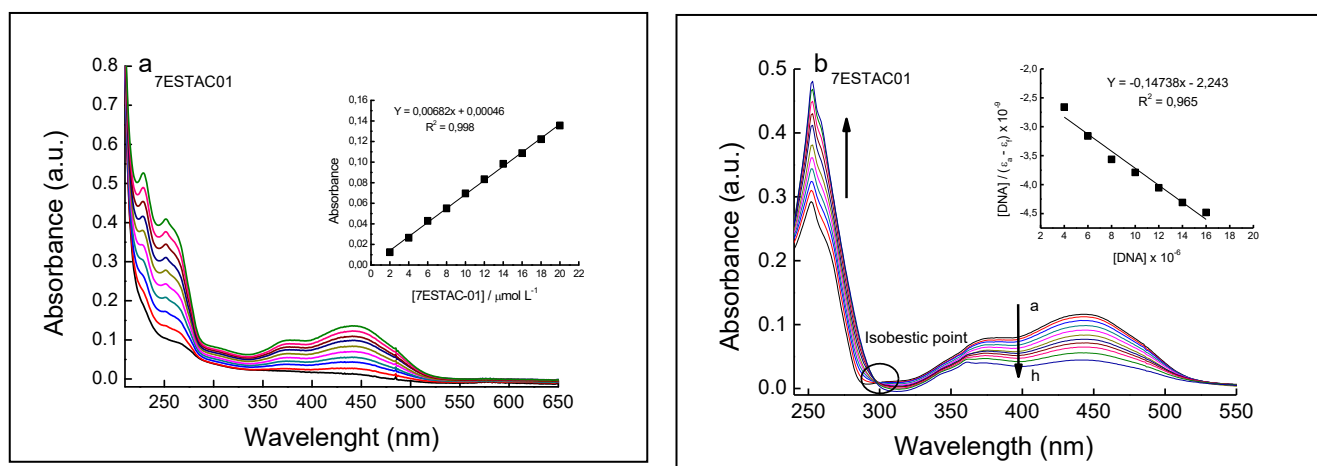 a
7ESTAC01
Absorbance (a.u.)
0.8
0.7
0.6
0.5
0.4
0.3
0.2
0.1
0.0
250 300 350 400 450 500 550 600 650
Wavelenght (nm)
Y = 0,00682x + 0,00046
R² = 0,998
Absorbance
0,16
0,14
0,12
0,10
0,08
0,06
0,04
0,02
0,00
0 2 4 6 8 10 12 14 16 18 20 22
[7ESTAC-01] / μmol L⁻¹
b
7ESTAC01
Absorbance (a.u.)
0.5
0.4
0.3
0.2
0.1
0.0
250 300 350 400 450 500 550
Wavelength (nm)
Isobestic point
a
h
Y = -0,14738x - 2,243
R² = 0,965
[DNA] / (εa - εf) x 10⁻⁹
-2,0
-2,5
-3,0
-3,5
-4,0
-4,5
2 4 6 8 10 12 14 16 18 20
[DNA] x 10⁻⁶